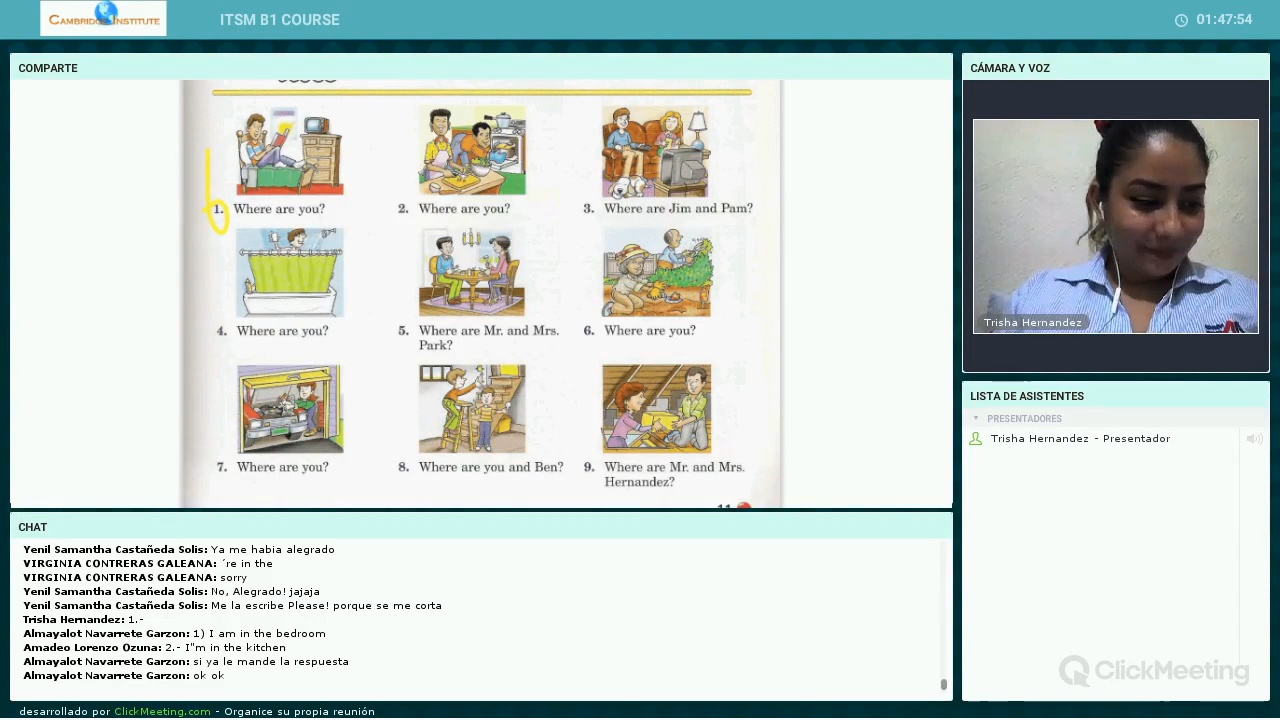 CAMBRIDGE INSTITUTE
ITSM B1 COURSE
01:47:54
COMPARTE
1. Where are you?
2. Where are you?
3. Where are Jim and Pam?
4. Where are you?
5. Where are Mr. and Mrs. Park?
6. Where are you?
7. Where are you?
8. Where are you and Ben?
9. Where are Mr. and Mrs. Hernandez?
CÁMARA Y VOZ
Trisha Hernandez
LISTA DE ASISTENTES
PRESENTADORES
Trisha Hernandez - Presentador
ClickMeeting
CHAT
Yenil Samantha Castañeda Solis: Ya me habia alegrado
VIRGINIA CONTRERAS GALEANA: ´re in the
VIRGINIA CONTRERAS GALEANA: sorry
Yenil Samantha Castañeda Solis: No, Alegrado! jajaja
Yenil Samantha Castañeda Solis: Me la escribe Please! porque se me corta
Trisha Hernandez: 1.-
Almayalot Navarrete Garzon: 1) I am in the bedroom
Amadeo Lorenzo Ozuna: 2.- I"m in the kitchen
Almayalot Navarrete Garzon: si ya le mande la respuesta
Almayalot Navarrete Garzon: ok ok
desarrollado por ClickMeeting.com - Organice su propia reunión